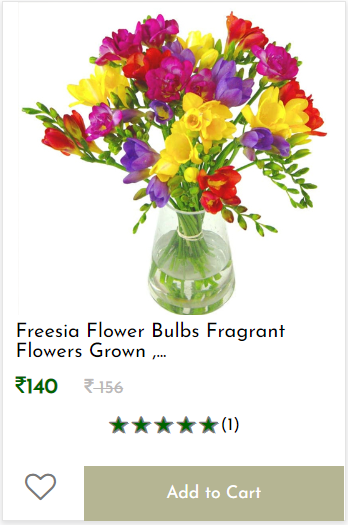 Freesia Flower Bulbs Fragrant
Flowers Grown ,...
₹140 ₹ 156
(1)
Add to Cart